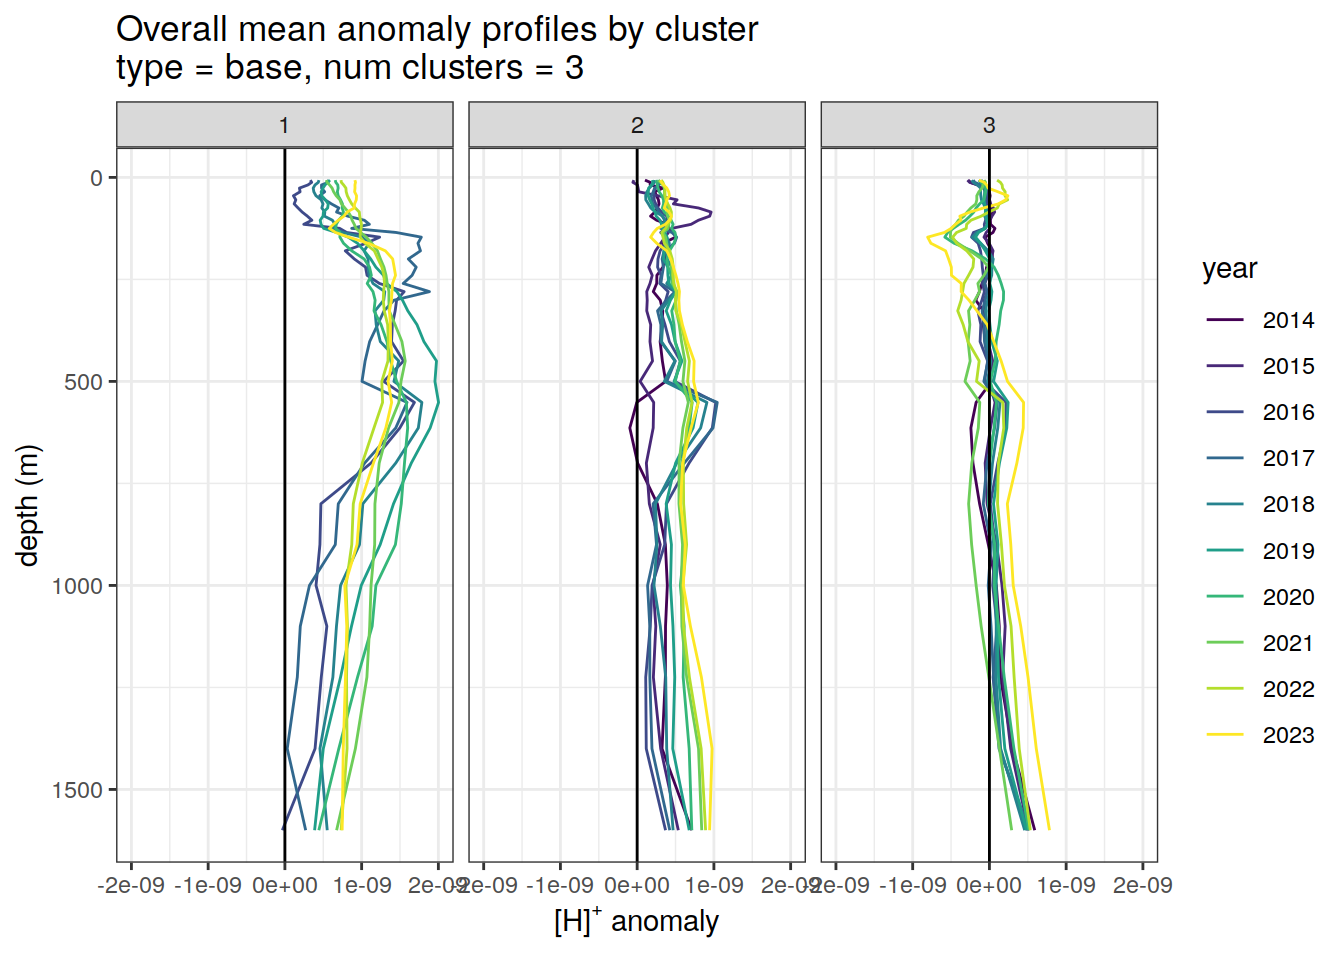 Overall mean anomaly profiles by cluster
type = base, num clusters = 3
1
2
3
0
500
1000
1500
depth (m)
-2e-09 -1e-09 0e+00 1e-09 2e-09
-2e-09 -1e-09 0e+00 1e-09 2e-09
-2e-09 -1e-09 0e+00 1e-09 2e-09
[H]⁺ anomaly
year
2014
2015
2016
2017
2018
2019
2020
2021
2022
2023